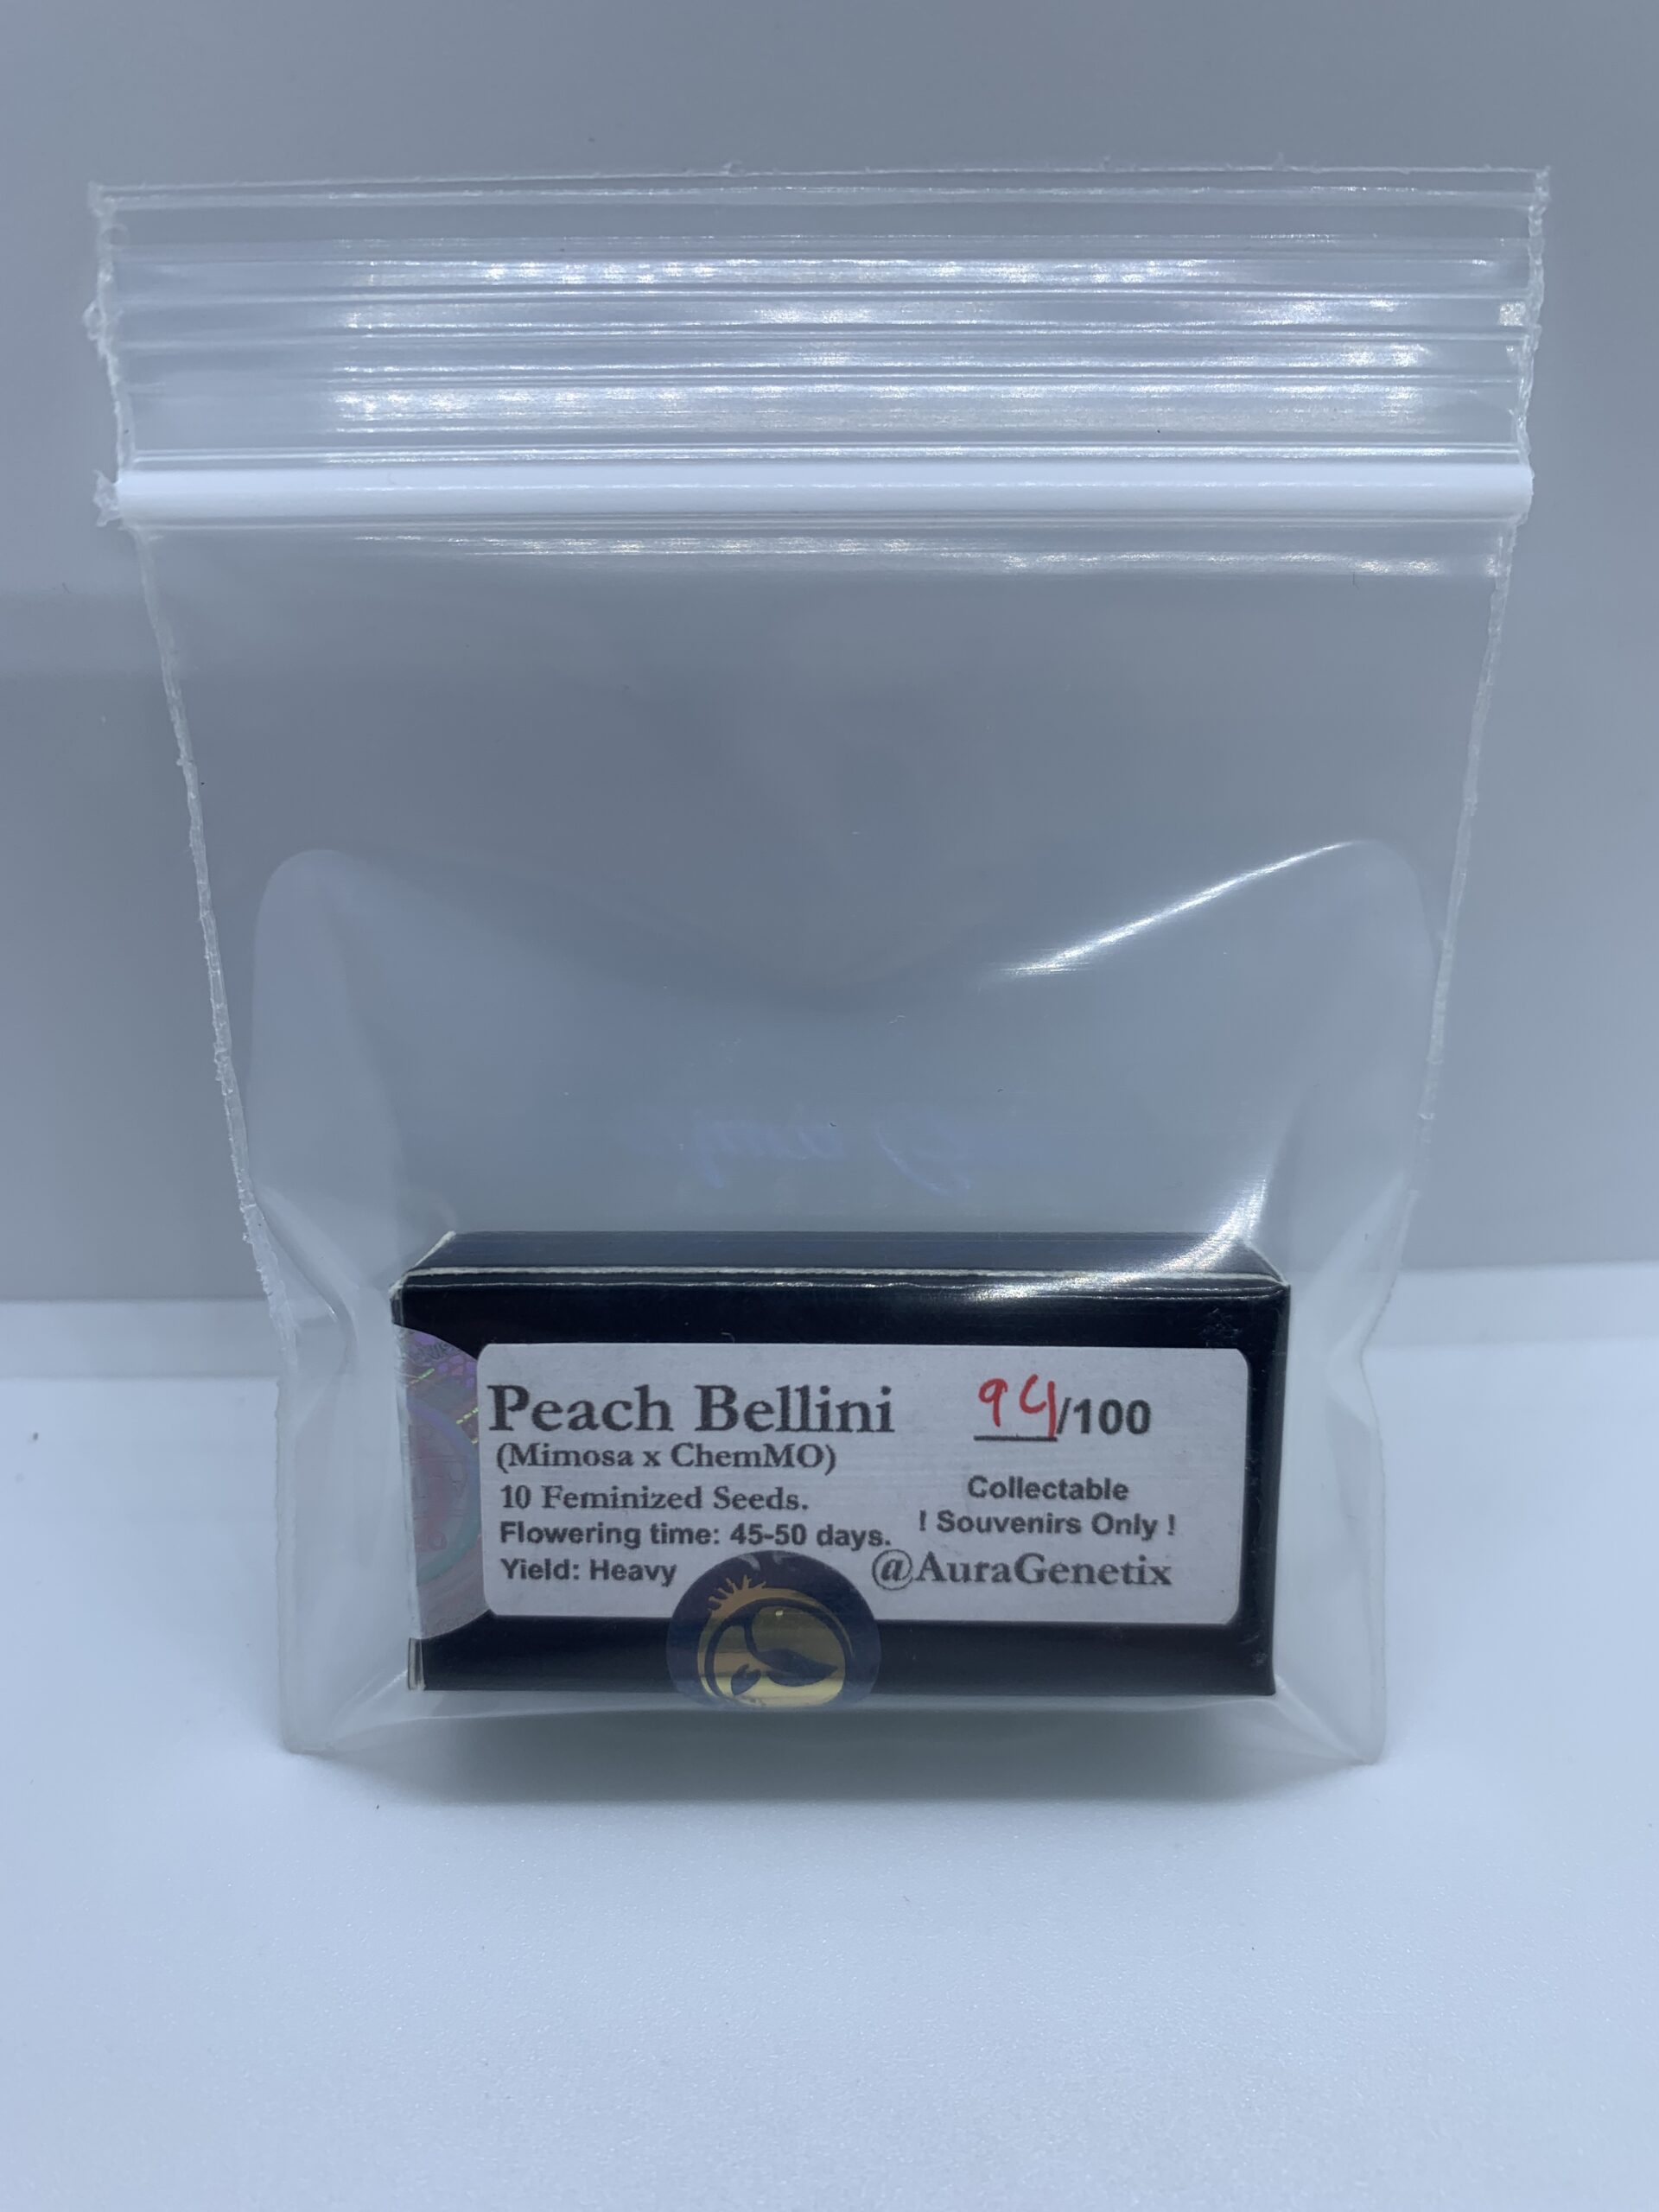 Peach Bellini
(Mimosa x ChemMO)
10 Feminized Seeds.
Flowering time: 45-50 days.
Yield: Heavy
94/100
Collectable
! Souvenirs Only !
@AuraGenetix